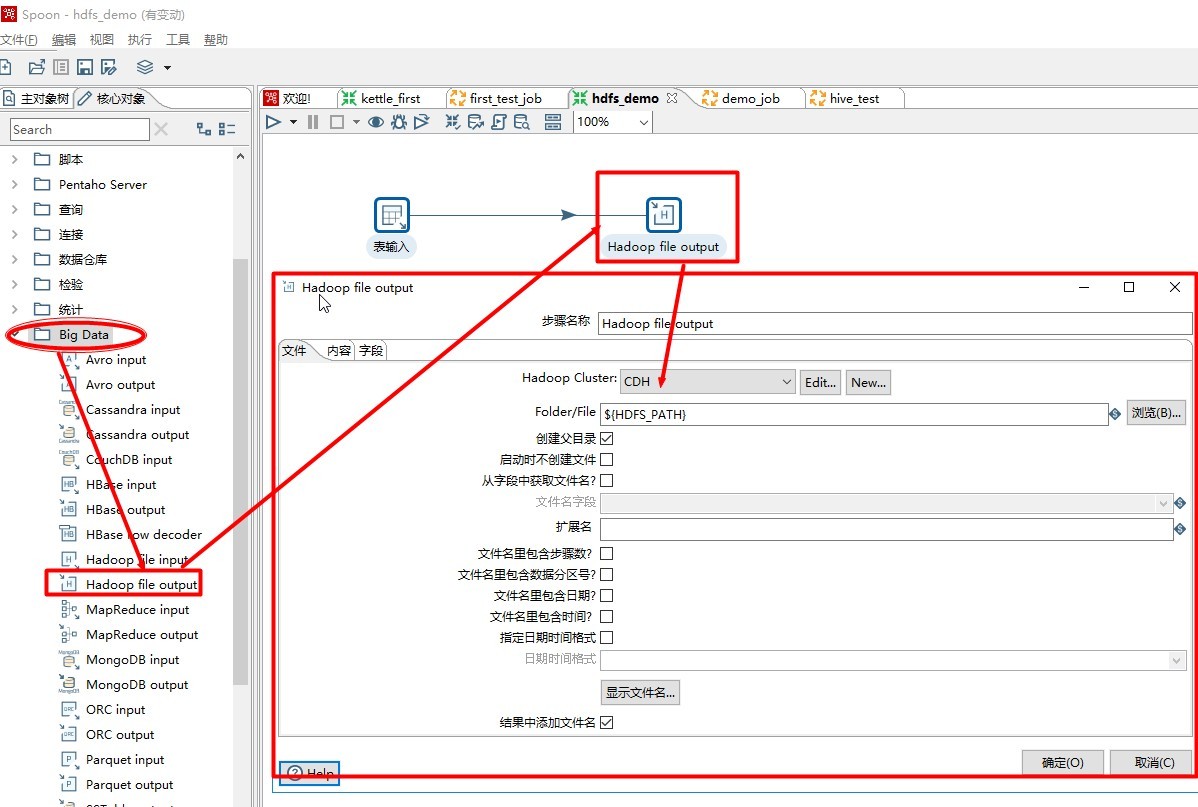 Spoon - hdfs_demo (有变动)
文件(F) 编辑 视图 执行 工具 帮助
主对象树 核心对象
欢迎! kettle_first first_test_job hdfs_demo demo_job hive_test
Search
100%
脚本
Pentaho Server
查询
连接
数据仓库
检验
统计
Big Data
Avro input
Avro output
Cassandra input
Cassandra output
CouchDB input
HBase input
HBase output
HBase row decoder
Hadoop file input
Hadoop file output
MapReduce input
MapReduce output
MongoDB input
MongoDB output
ORC input
ORC output
Parquet input
Parquet output
表输入
Hadoop file output
Hadoop file output
步骤名称 Hadoop file output
文件 内容 字段
Hadoop Cluster: CDH Edit... New...
Folder/File ${HDFS_PATH} 浏览(B)...
创建父目录
启动时不创建文件
从字段中获取文件名?
文件名字段
扩展名
文件名里包含步骤数?
文件名里包含数据分区号?
文件名里包含日期?
文件名里包含时间?
指定日期时间格式
日期时间格式
显示文件名...
结果中添加文件名
Help 确定(O) 取消(C)